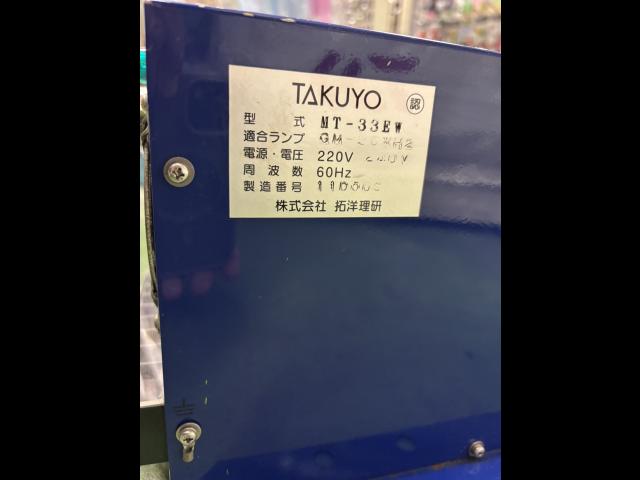 TAKUYO 認
型 式 MT-33EW
適合ランプ
電源・電圧 220V
周 波 数 60Hz
製造番号
株式会社 拓洋理研